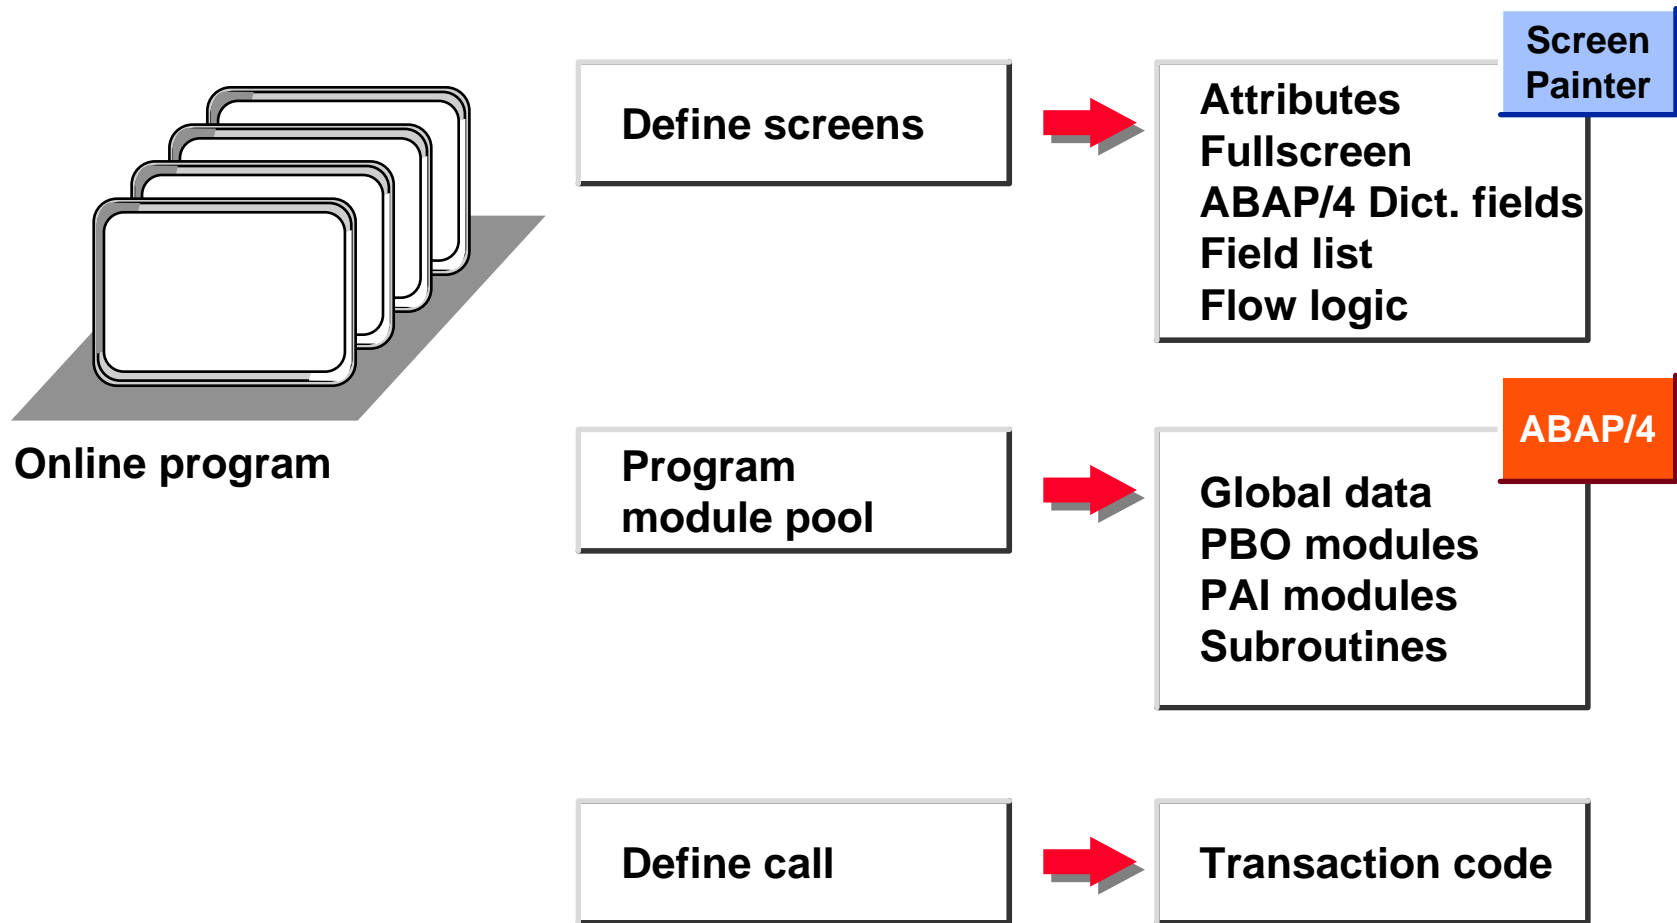 Screen
Painter
Define screens
Attributes
Fullscreen
ABAP/4 Dict. fields
Field list
Flow logic
Online program
ABAP/4
Program
module pool
Global data
PBO modules
PAI modules
Subroutines
Define call
Transaction code